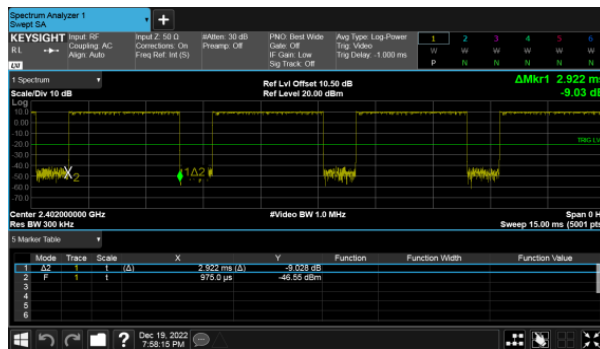 Spectrum Analyzer 1
Swept SA
KEYSIGHT Input: RF Input Z: 50 Ω #Atten: 30 dB PNO: Best Wide Avg Type: Log-Power 1 2 3 4 5 6
R L Coupling: AC Corrections: On Preamp: Off Gate: Off Trig: Video W W W W W W
Align: Auto Freq Ref: Int (S) IF Gain: Low Trig Delay: -1.000 ms P N N N N N
LXI Sig Track: Off
1 Spectrum Ref Lvl Offset 10.50 dB ΔMkr1 2.922 ms
Scale/Div 10 dB Ref Level 20.00 dBm -9.03 dB
Log
10.0
0.00
-10.0
-20.0 TRIG LV
-30.0
-40.0
-50.0 X2 1Δ2
-60.0
-70.0
Center 2.402000000 GHz #Video BW 1.0 MHz Span 0 H
Res BW 300 kHz Sweep 15.00 ms (5001 pts
5 Marker Table
Mode Trace Scale X Y Function Function Width Function Value
1 Δ2 1 t (Δ) 2.922 ms (Δ) -9.028 dB
2 F 1 t 975.0 µs -46.55 dBm
3
4
5
6
? Dec 19, 2022
7:58:15 PM